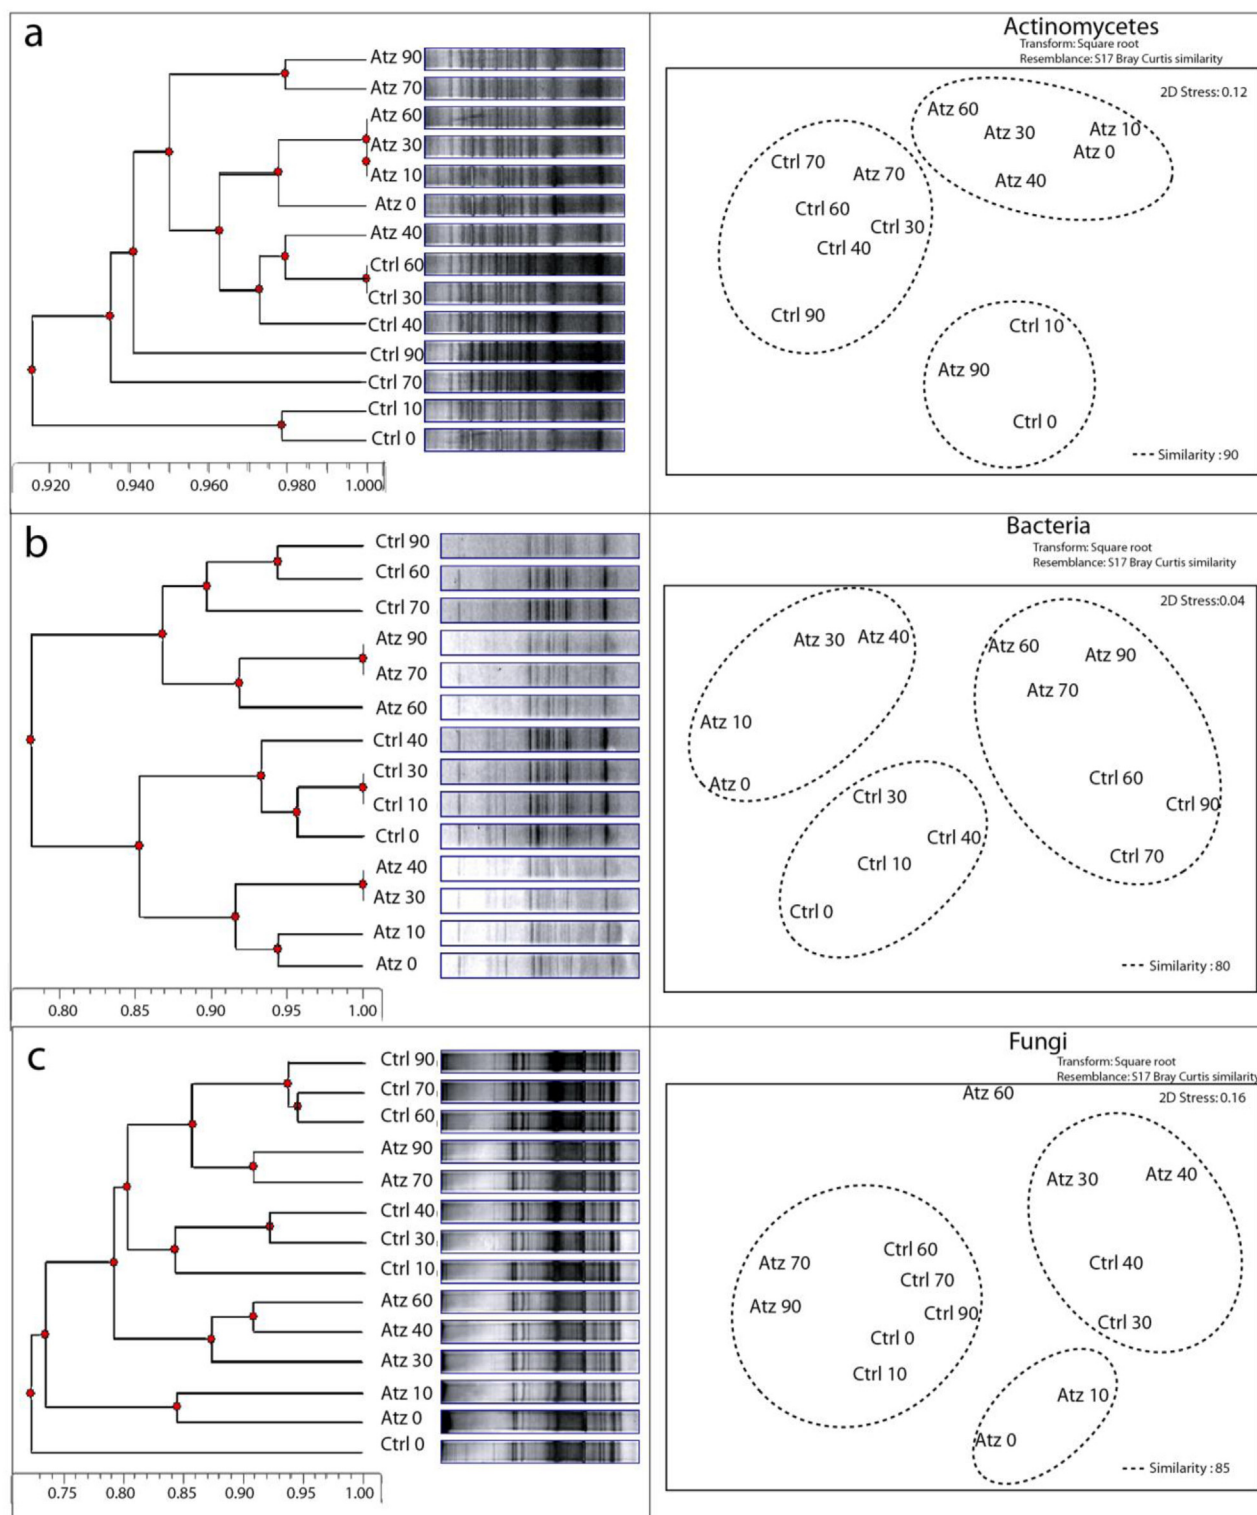 a
Atz 90
Atz 70
Atz 60
Atz 30
Atz 10
Atz 0
Atz 40
Ctrl 60
Ctrl 30
Ctrl 40
Ctrl 90
Ctrl 70
Ctrl 10
Ctrl 0
0.920 0.940 0.960 0.980 1.000
Actinomycetes
Transform: Square root
Resemblance: S17 Bray Curtis similarity
2D Stress: 0.12
Atz 60
Atz 30
Atz 10
Atz 0
Atz 40
Ctrl 70
Atz 70
Ctrl 60
Ctrl 30
Ctrl 40
Ctrl 90
Ctrl 10
Atz 90
Ctrl 0
Similarity : 90
b
Ctrl 90
Ctrl 60
Ctrl 70
Atz 90
Atz 70
Atz 60
Ctrl 40
Ctrl 30
Ctrl 10
Ctrl 0
Atz 40
Atz 30
Atz 10
Atz 0
0.80 0.85 0.90 0.95 1.00
Bacteria
Transform: Square root
Resemblance: S17 Bray Curtis similarity
2D Stress:0.04
Atz 30 Atz 40
Atz 60
Atz 90
Atz 70
Atz 10
Atz 0
Ctrl 30
Ctrl 60
Ctrl 90
Ctrl 40
Ctrl 10
Ctrl 70
Ctrl 0
Similarity : 80
c
Ctrl 90
Ctrl 70
Ctrl 60
Atz 90
Atz 70
Ctrl 40
Ctrl 30
Ctrl 10
Atz 60
Atz 40
Atz 30
Atz 10
Atz 0
Ctrl 0
0.75 0.80 0.85 0.90 0.95 1.00
Fungi
Transform: Square root
Resemblance: S17 Bray Curtis similarity
2D Stress: 0.16
Atz 60
Atz 30
Atz 40
Atz 70
Ctrl 60
Ctrl 40
Ctrl 70
Atz 90
Ctrl 90
Ctrl 30
Ctrl 0
Ctrl 10
Atz 10
Atz 0
Similarity : 85